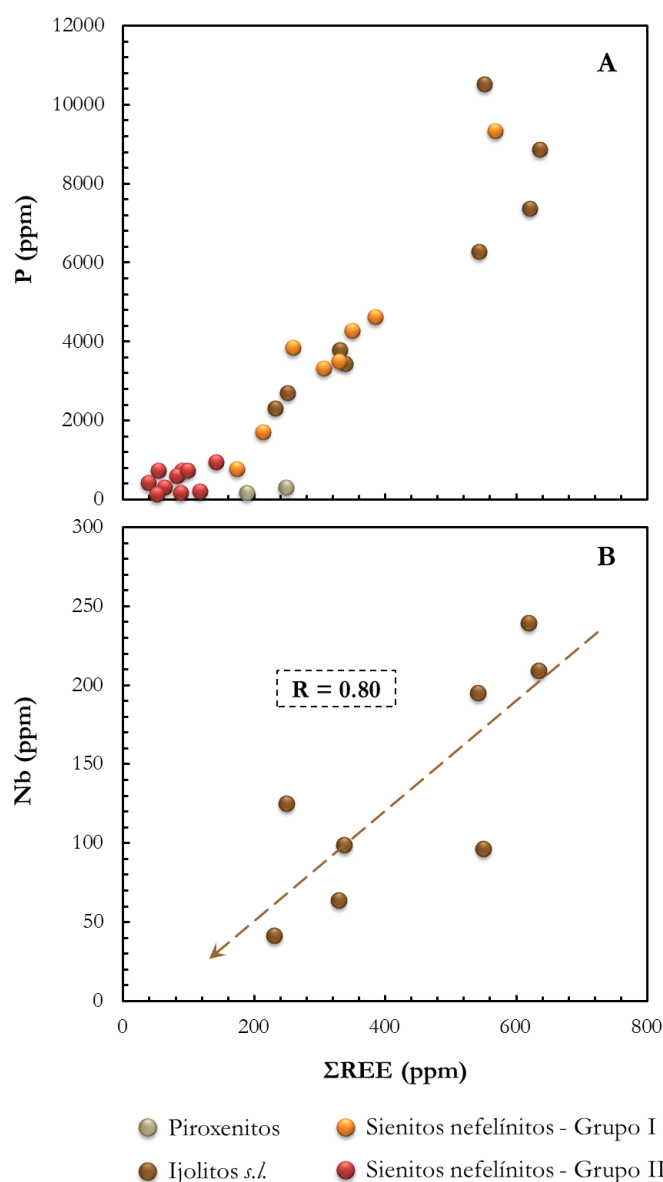 12000
A
10000
8000
P (ppm)
6000
4000
2000
0
300
B
250
R = 0.80
200
Nb (ppm)
150
100
50
0
0 200 400 600 800
ΣREE (ppm)
Piroxenitos
Sienitos nefelínitos - Grupo I
Ijolitos s.l.
Sienitos nefelínitos - Grupo II